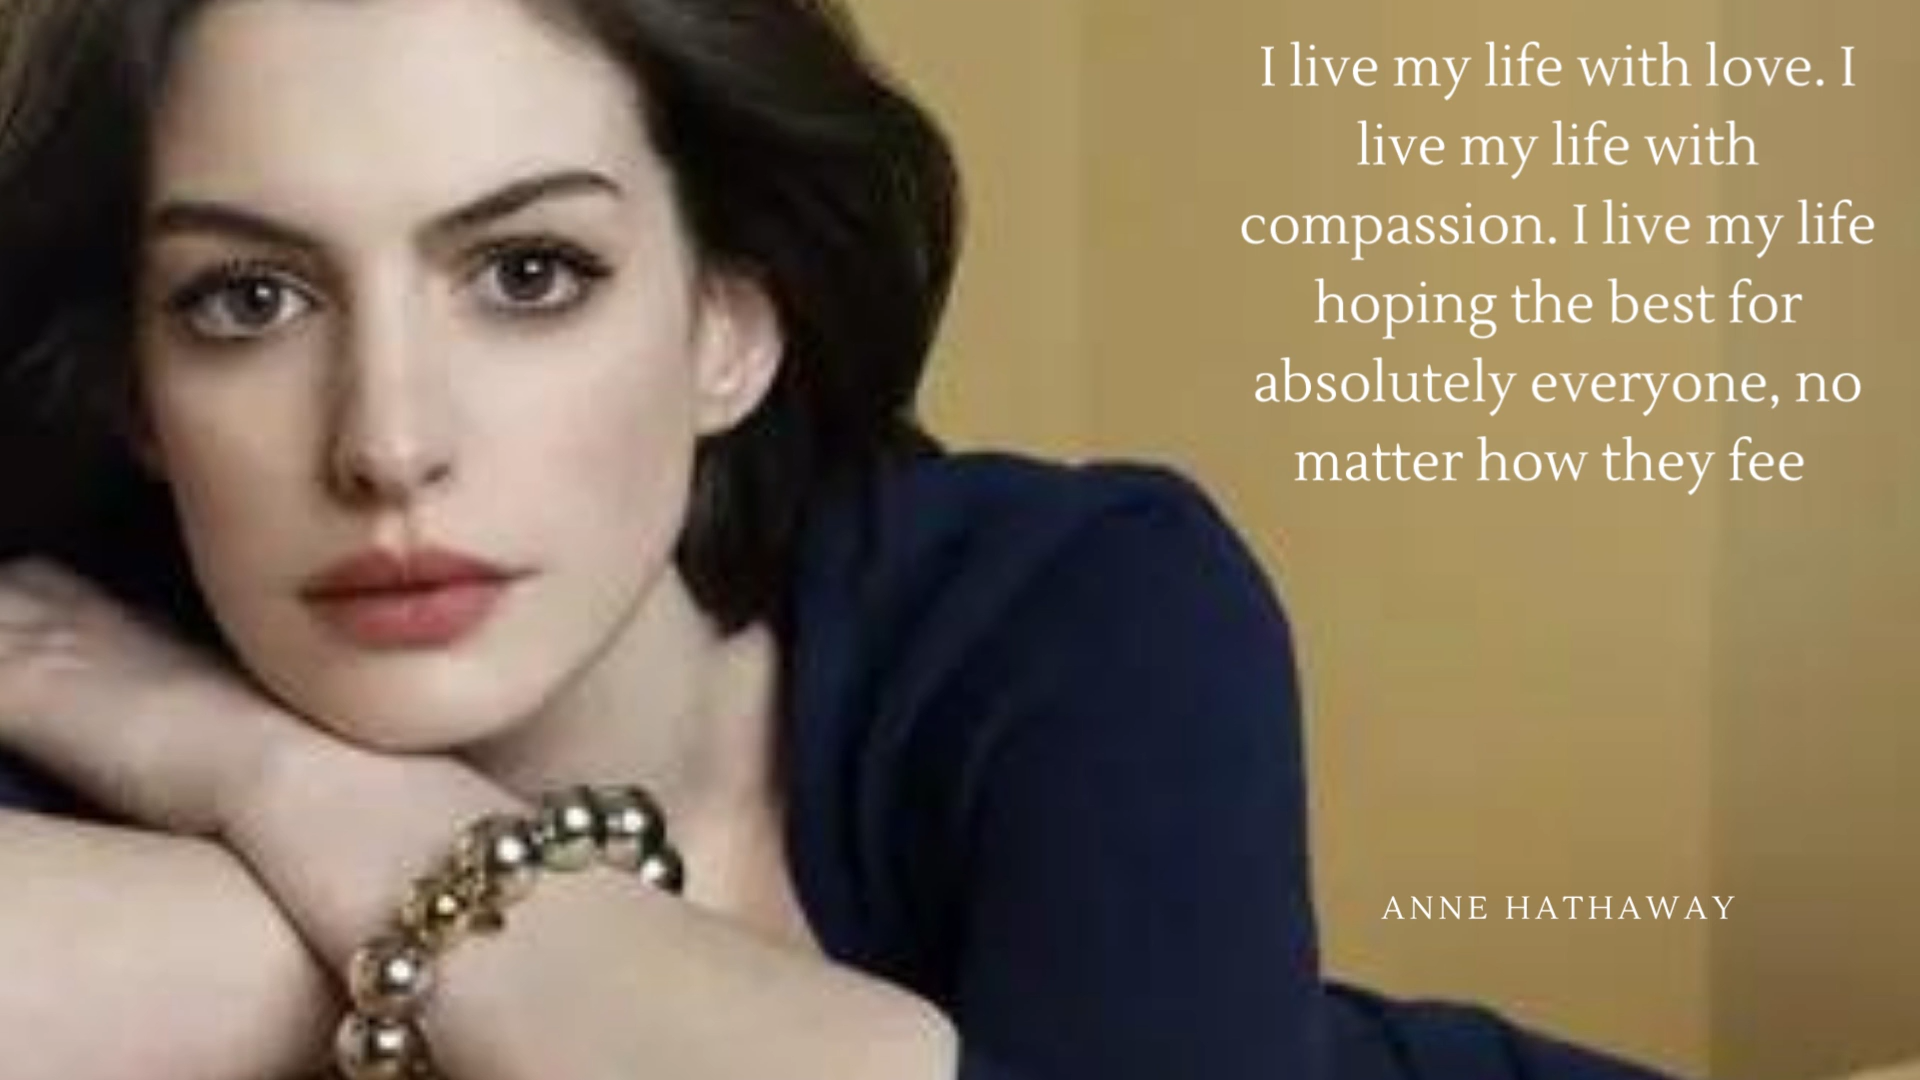 I live my life with love. I
live my life with
compassion. I live my life
hoping the best for
absolutely everyone, no
matter how they fee
ANNE HATHAWAY